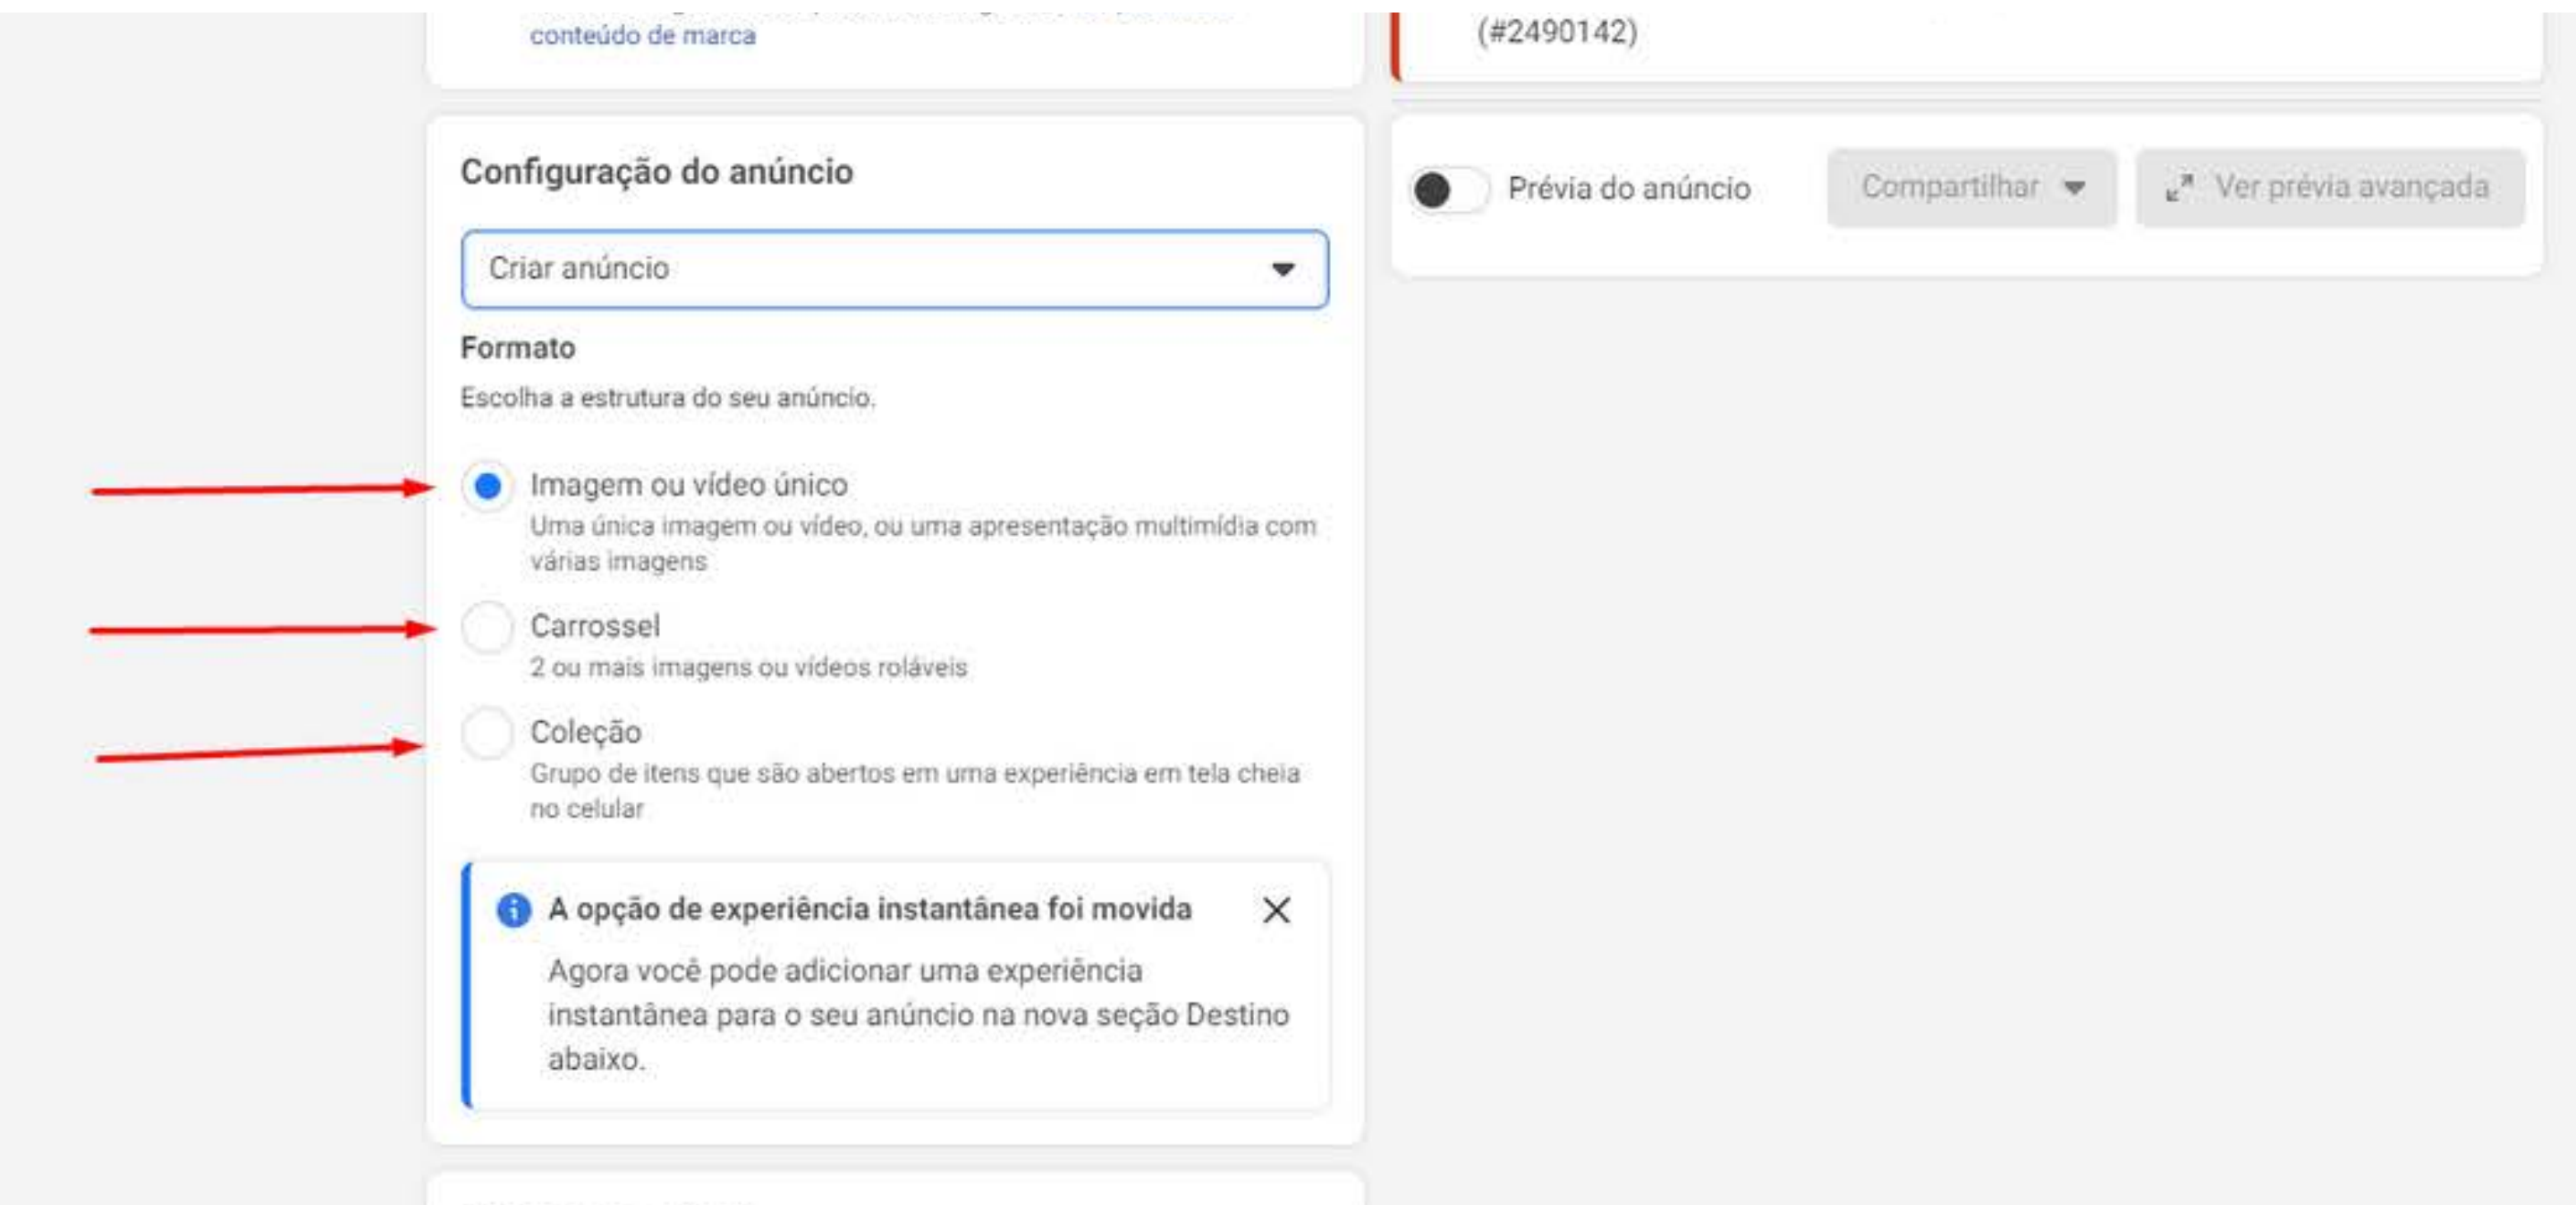 conteúdo de marca
(#2490142)
Configuração do anúncio
Criar anúncio
Formato
Escolha a estrutura do seu anúncio.
Imagem ou vídeo único
Uma única imagem ou vídeo, ou uma apresentação multimídia com
várias imagens
Carrossel
2 ou mais imagens ou vídeos roláveis
Coleção
Grupo de itens que são abertos em uma experiência em tela cheia
no celular
A opção de experiência instantânea foi movida
Agora você pode adicionar uma experiência
instantânea para o seu anúncio na nova seção Destino
abaixo.
Prévia do anúncio
Compartilhar
Ver prévia avançada